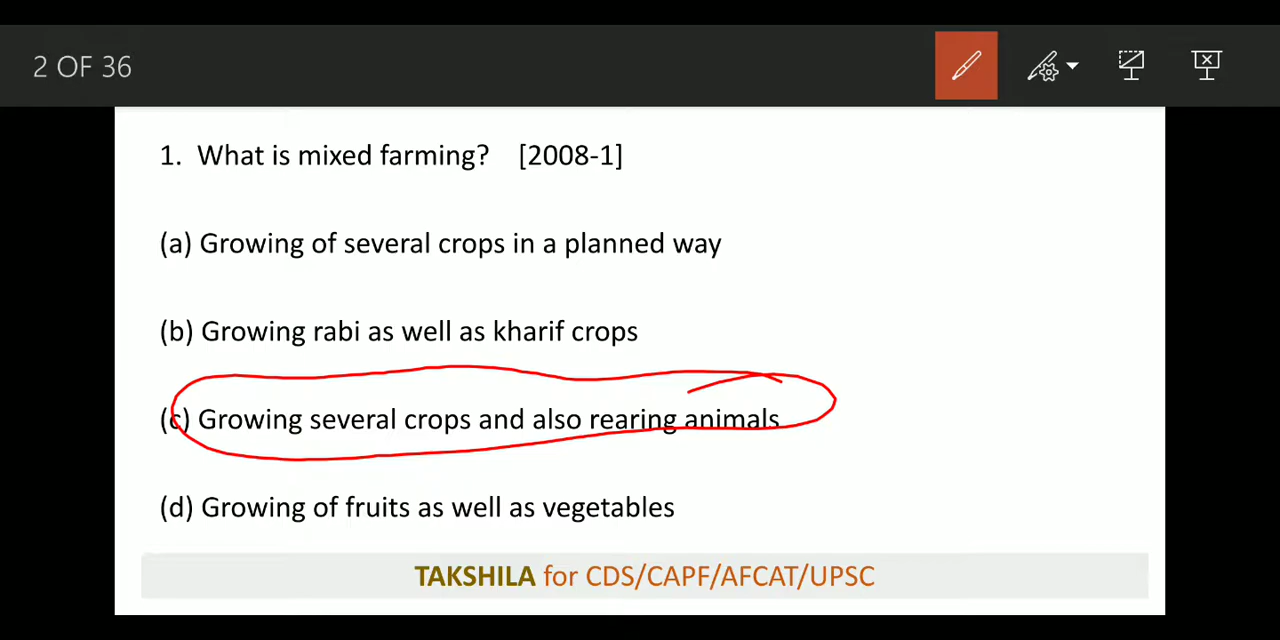 2 OF 36
1. What is mixed farming? [2008-1]
(a) Growing of several crops in a planned way
(b) Growing rabi as well as kharif crops
(c) Growing several crops and also rearing animals
(d) Growing of fruits as well as vegetables
TAKSHILA for CDS/CAPF/AFCAT/UPSC